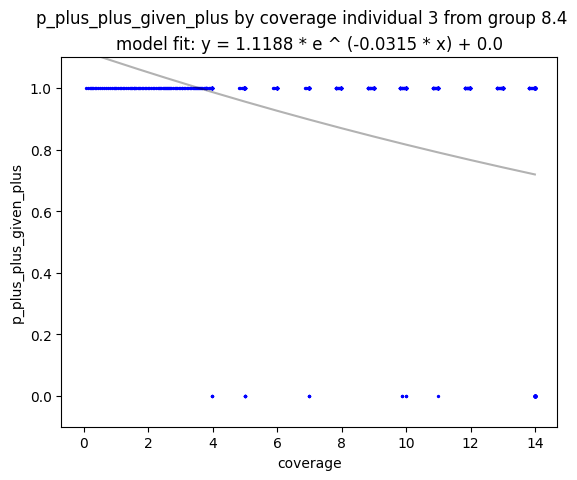 p_plus_plus_given_plus by coverage individual 3 from group 8.4
model fit: y = 1.1188 * e ^ (-0.0315 * x) + 0.0
1.0
0.8
0.6
0.4
0.2
0.0
p_plus_plus_given_plus
0 2 4 6 8 10 12 14
coverage